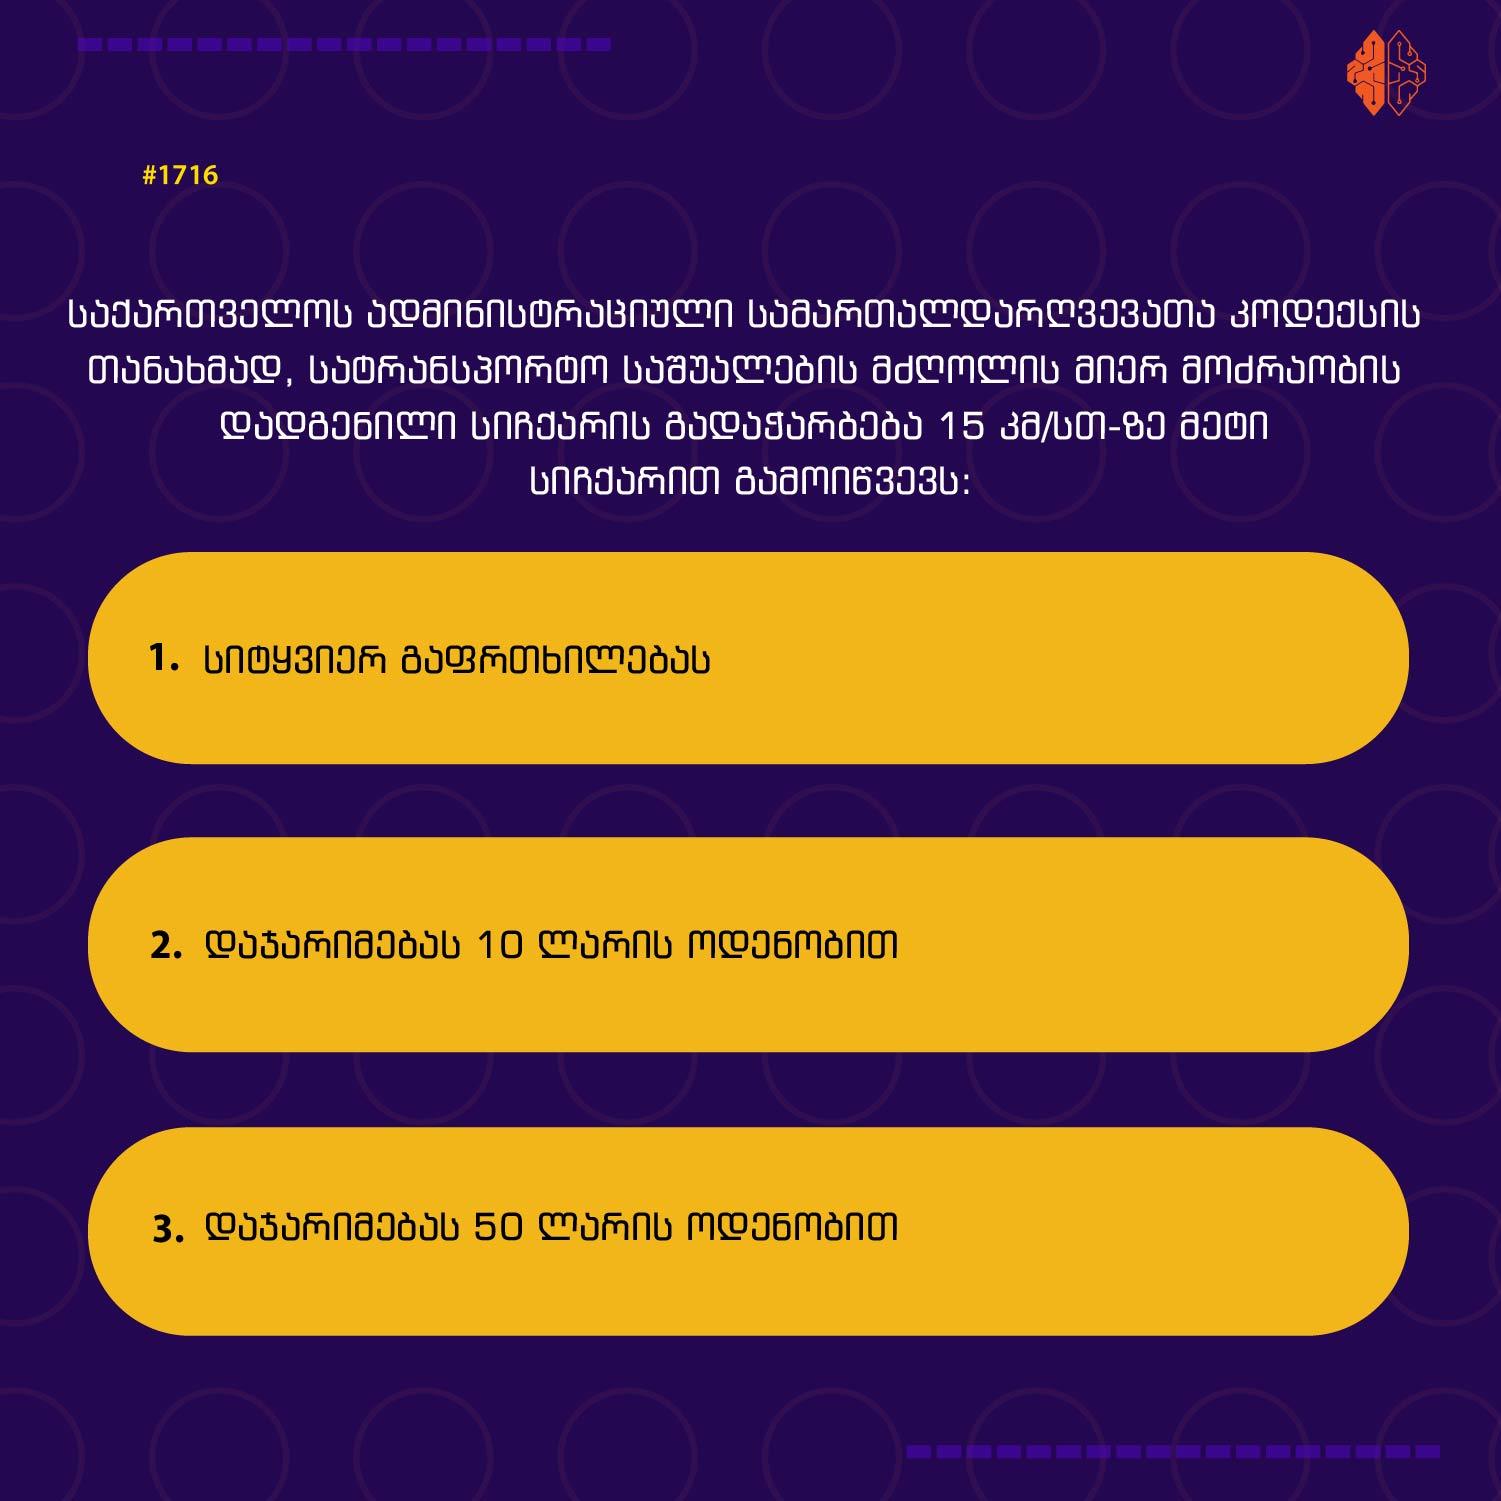 #1716
საქართველოს ადმინისტრაციული სამართალდარღვევათა კოდექსის
თანახმად, სატრანსპორტო საშუალების მძღოლის მიერ მოძრაობის
დადგენილი სიჩქარის გადაჭარბება 15 კმ/სთ-ზე მეტი
სიჩქარით გამოიწვევს:
1. სიტყვიერ გაფრთხილებას
2. დაჯარიმებას 10 ლარის ოდენობით
3. დაჯარიმებას 50 ლარის ოდენობით